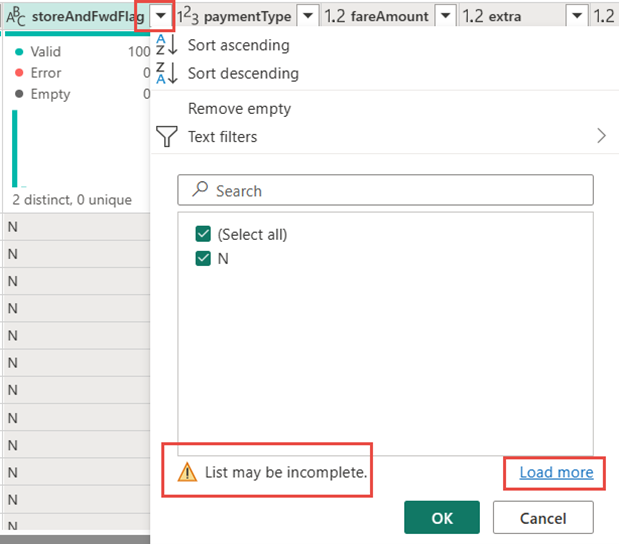 ABC storeAndFwdFlag 123 paymentType 1.2 fareAmount 1.2 extra 1.2
Valid 100
Error 0
Empty 0
2 distinct, 0 unique
N
N
N
N
N
N
N
N
N
N
N
N
AZ Sort ascending
ZA Sort descending
Remove empty
Text filters
Search
(Select all)
N
List may be incomplete.
Load more
OK
Cancel